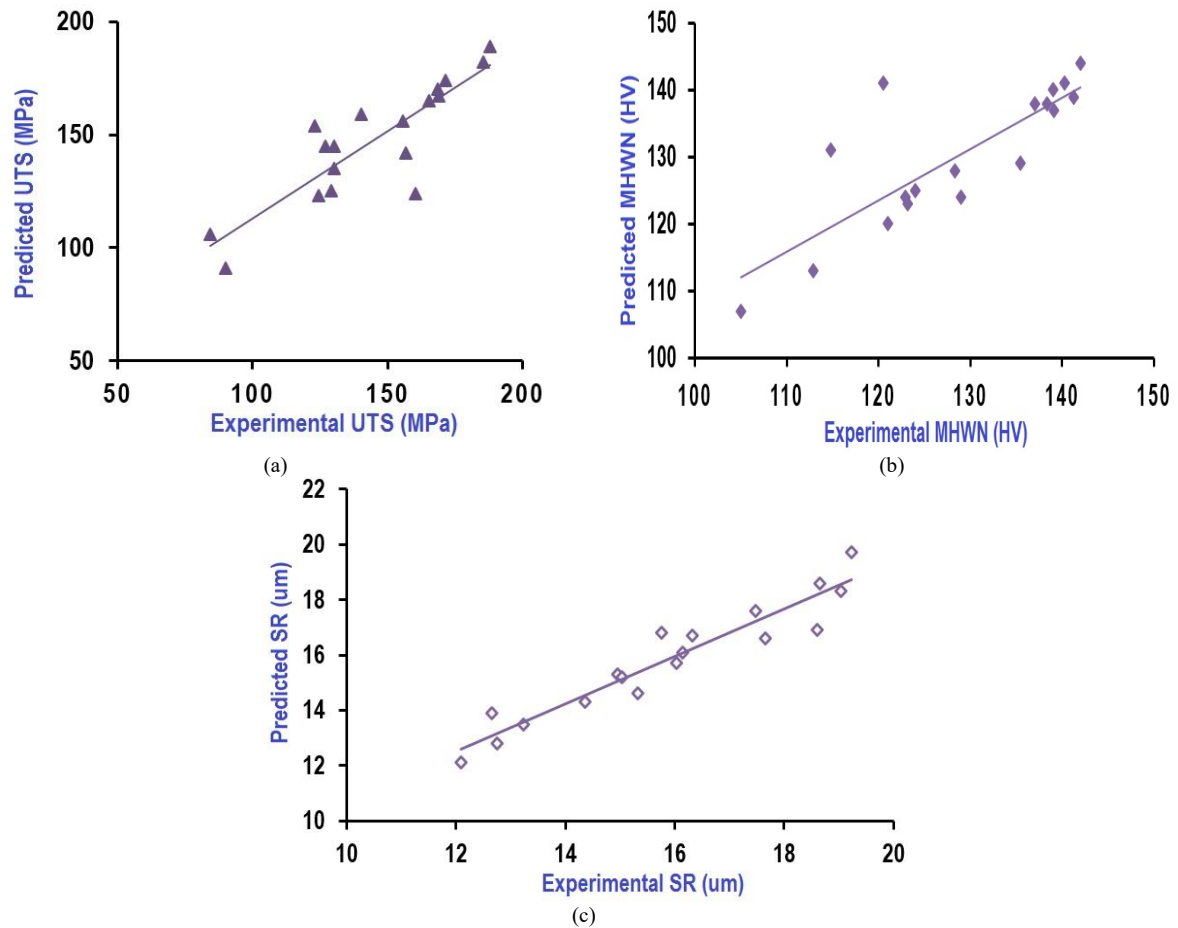 200
150
100
50
Predicted UTS (MPa)
50 100 150 200
Experimental UTS (MPa)
(a)
150
140
130
120
110
100
Predicted MHWN (HV)
100 110 120 130 140 150
Experimental MHWN (HV)
(b)
22
20
18
16
14
12
10
Predicted SR (um)
10 12 14 16 18 20
Experimental SR (um)
(c)